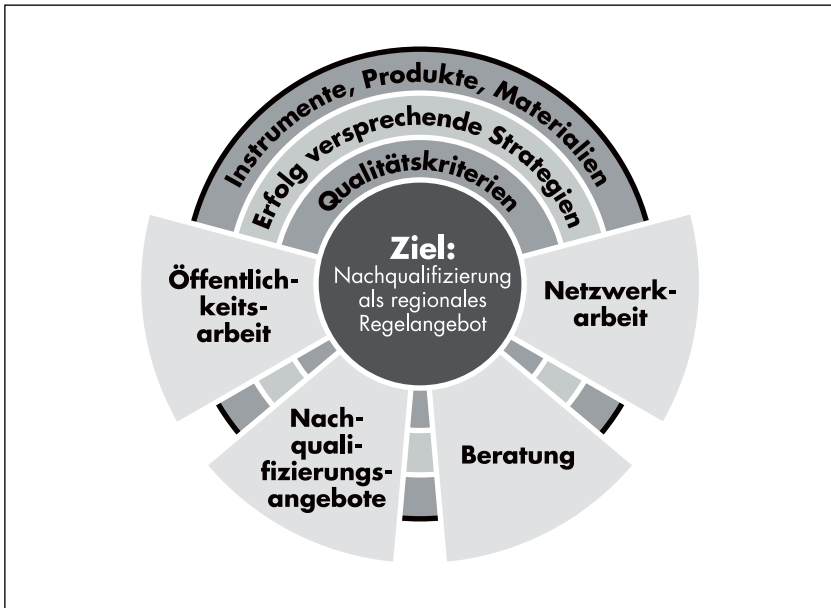 Instrumente, Produkte, Materialien
Erfolg versprechende Strategien
Qualitätskriterien
Ziel:
Nachqualifizierung
als regionales
Regelangebot
Öffentlich-
keits-
arbeit
Netzwerk-
arbeit
Nach-
quali-
fizierungs-
angebote
Beratung